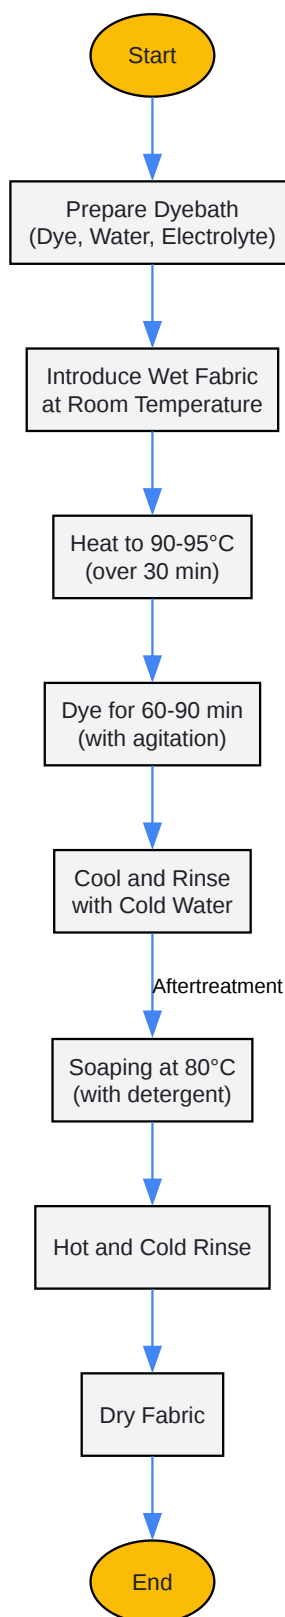 Start
Prepare Dyebath
(Dye, Water, Electrolyte)
Introduce Wet Fabric
at Room Temperature
Heat to 90-95°C
(over 30 min)
Dye for 60-90 min
(with agitation)
Cool and Rinse
with Cold Water
Aftertreatment
Soaping at 80°C
(with detergent)
Hot and Cold Rinse
Dry Fabric
End